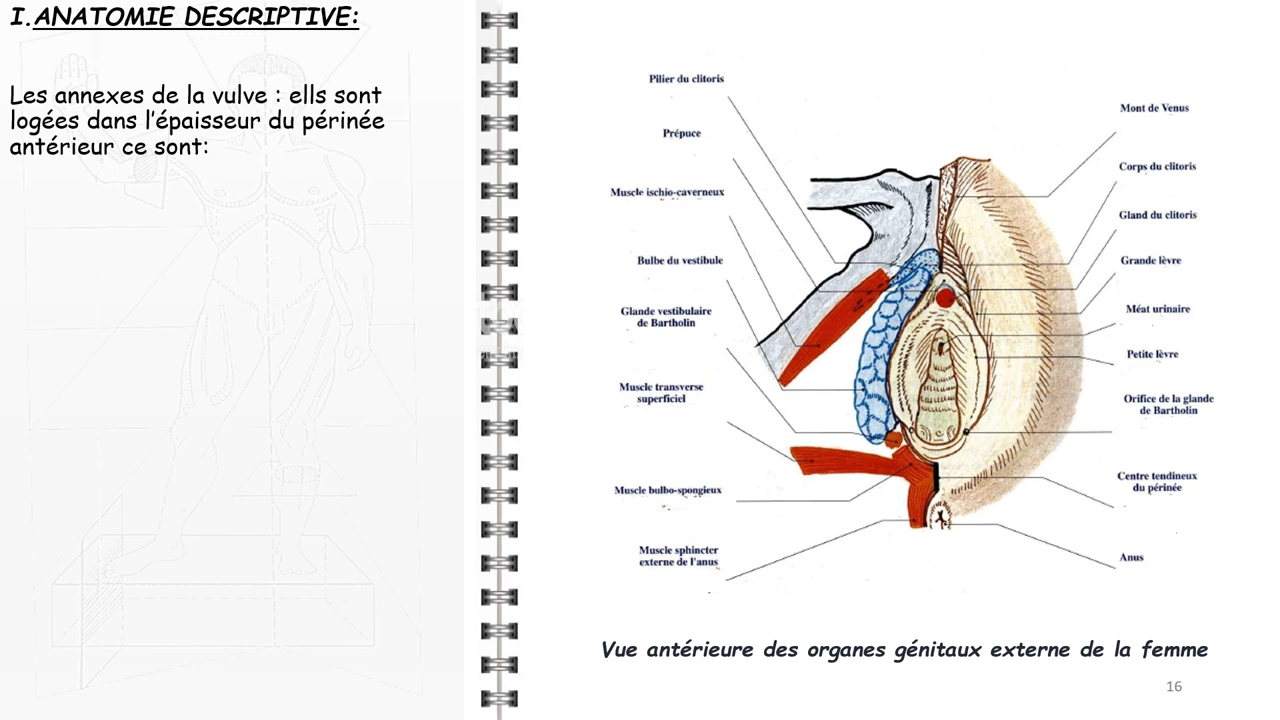 I.ANATOMIE DESCRIPTIVE:
Les annexes de la vulve : ells sont
logées dans l’épaisseur du périnée
antérieur ce sont:
Pilier du clitoris
Prépuce
Muscle ischio-caverneux
Bulbe du vestibule
Glande vestibulaire
de Bartholin
Muscle transverse
superficiel
Muscle bulbo-spongieux
Muscle sphincter
externe de l'anus
Mont de Venus
Corps du clitoris
Gland du clitoris
Grande lèvre
Méat urinaire
Petite lèvre
Orifice de la glande
de Bartholin
Centre tendineux
du périnée
Anus
Vue antérieure des organes génitaux externe de la femme
16